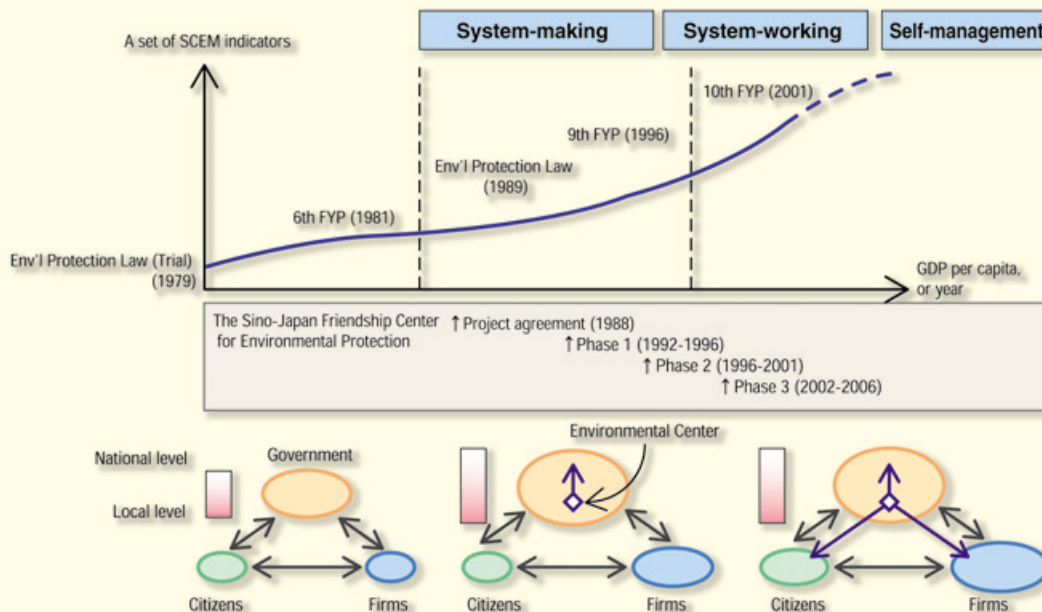 System-making
System-working
Self-management
A set of SCEM indicators
10th FYP (2001)
9th FYP (1996)
Env'l Protection Law
(1989)
6th FYP (1981)
Env'l Protection Law (Trial)
(1979)
GDP per capita,
or year
The Sino-Japan Friendship Center
for Environmental Protection
↑ Project agreement (1988)
↑ Phase 1 (1992-1996)
↑ Phase 2 (1996-2001)
↑ Phase 3 (2002-2006)
Environmental Center
National level
Government
Local level
Citizens
Firms
Citizens
Firms
Citizens
Firms